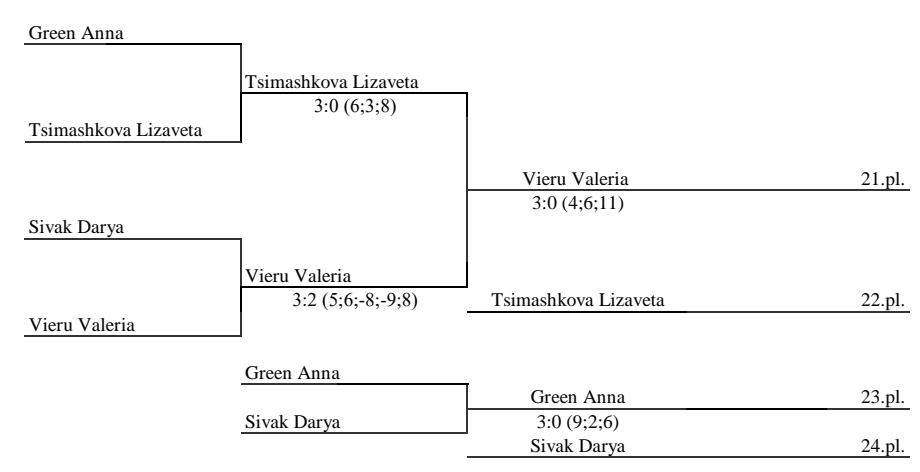 Green Anna
Tsimashkova Lizaveta
3:0 (6;3;8)
Tsimashkova Lizaveta
Vieru Valeria 21.pl.
3:0 (4;6;11)
Sivak Darya
Vieru Valeria
3:2 (5;6;-8;-9;8)
Tsimashkova Lizaveta 22.pl.
Vieru Valeria
Green Anna
Green Anna 23.pl.
Sivak Darya
3:0 (9;2;6)
Sivak Darya 24.pl.